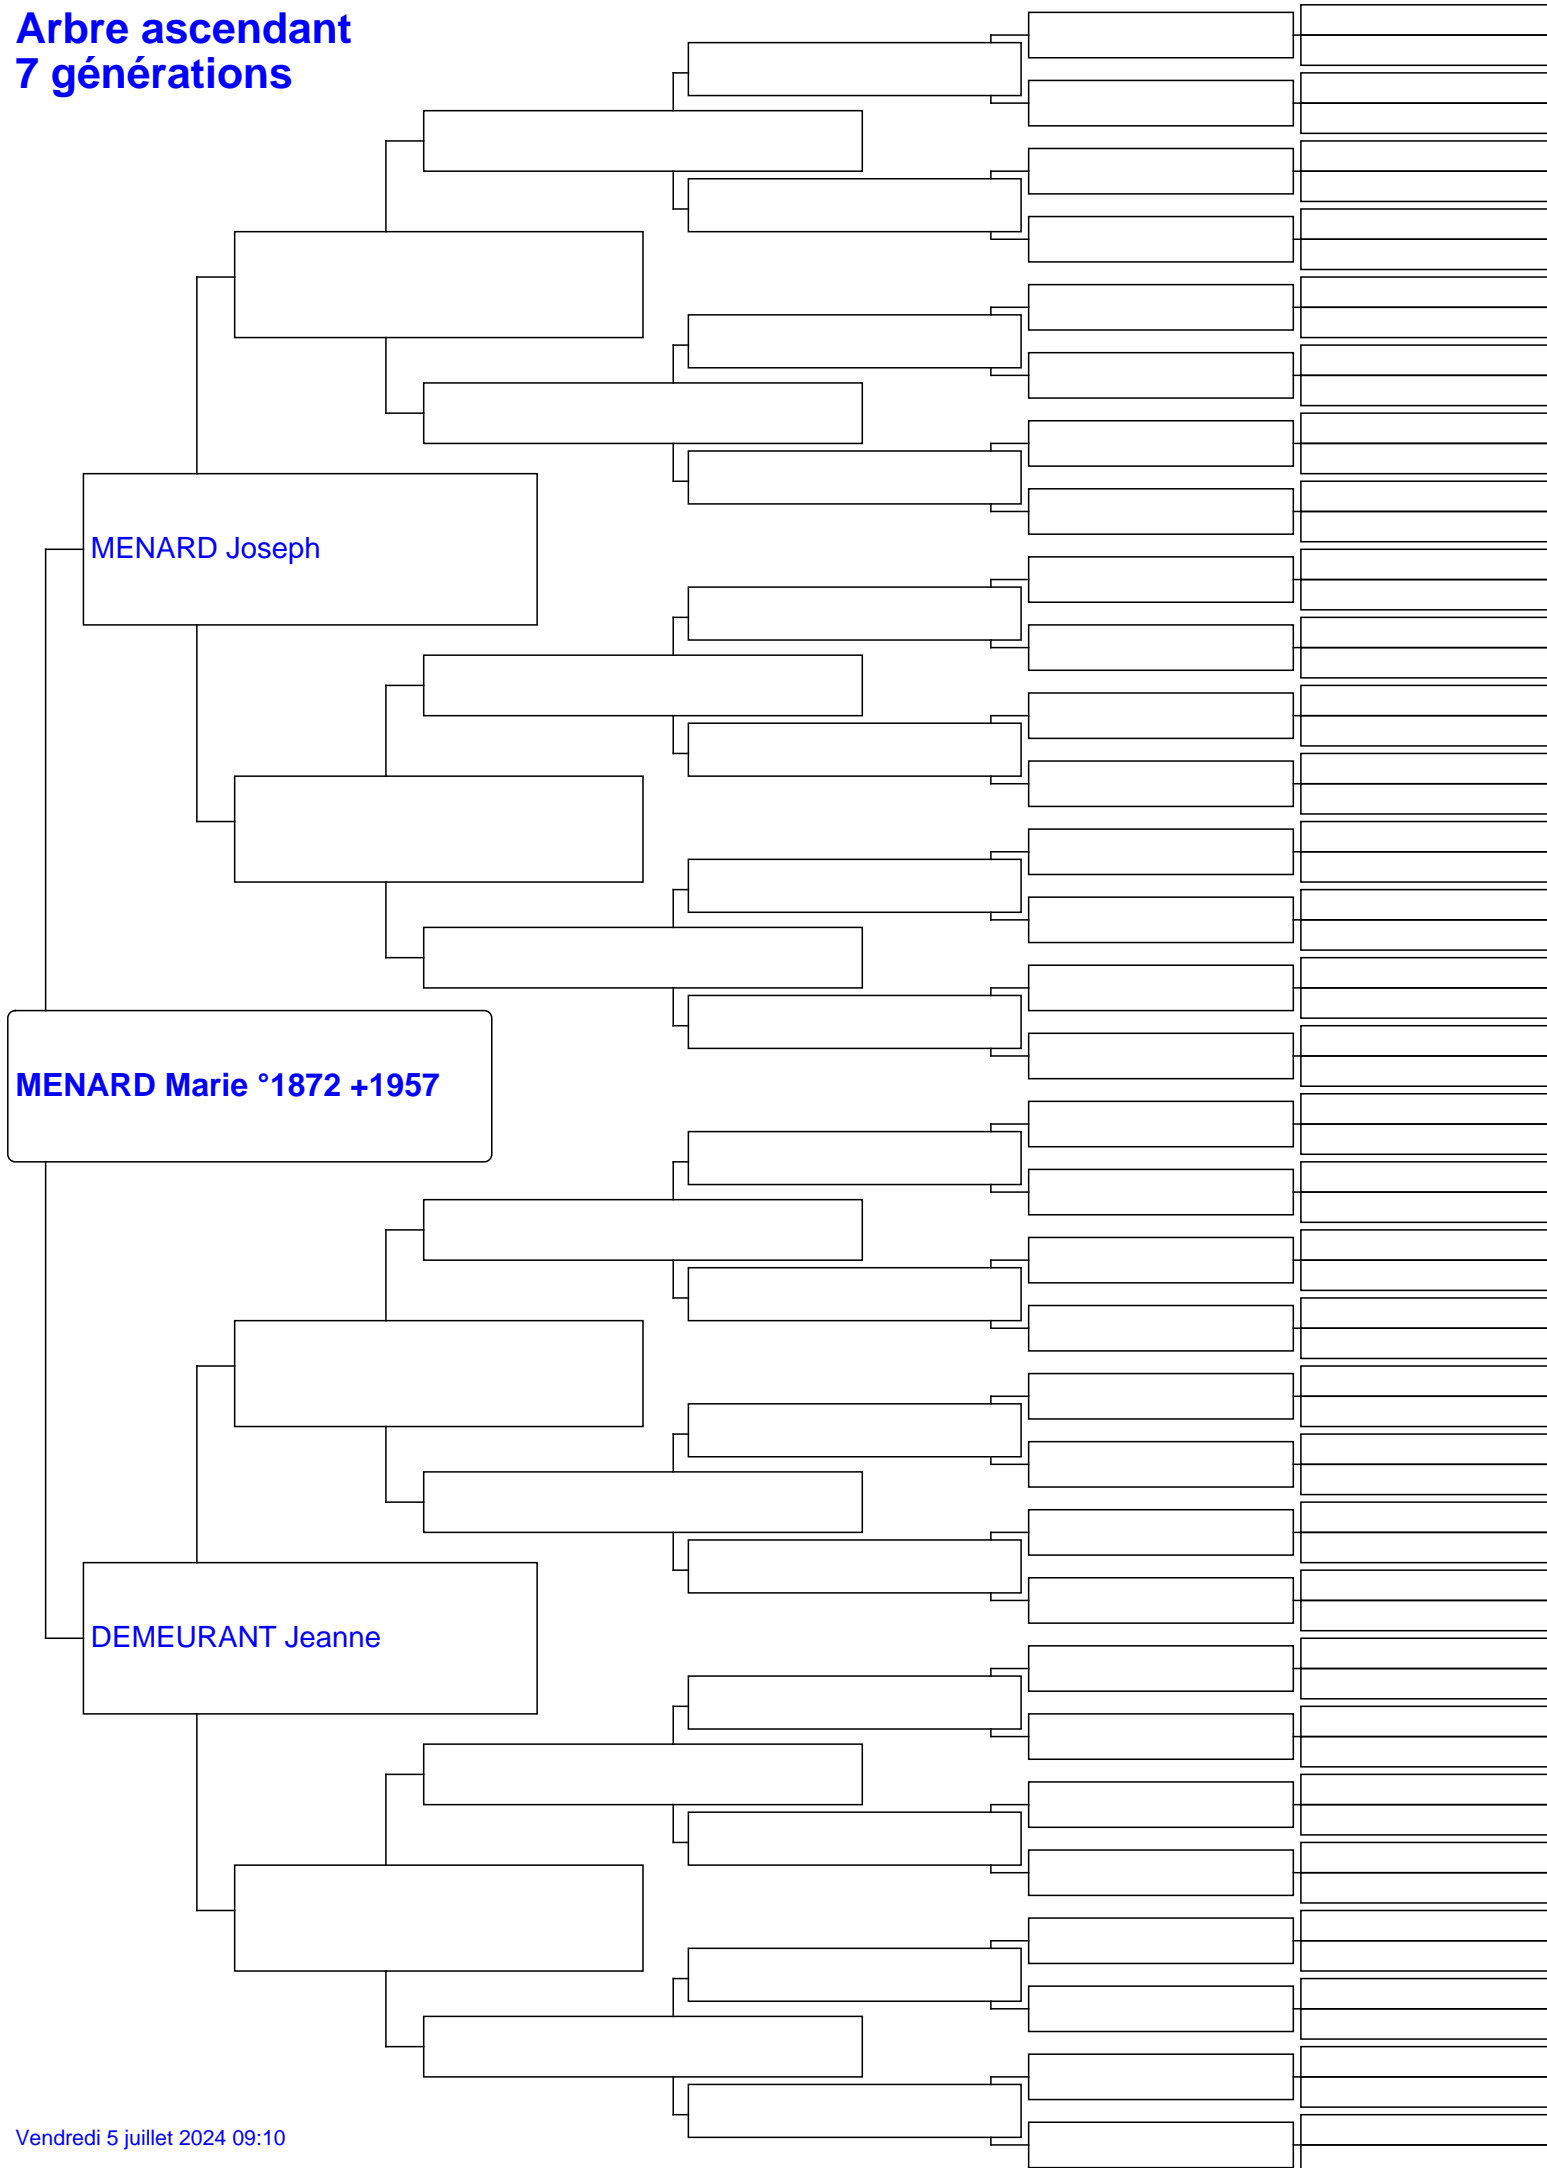 Arbre ascendant
7 générations
MENARD Joseph
MENARD Marie °1872 +1957
DEMEURANT Jeanne
Vendredi 5 juillet 2024 09:10